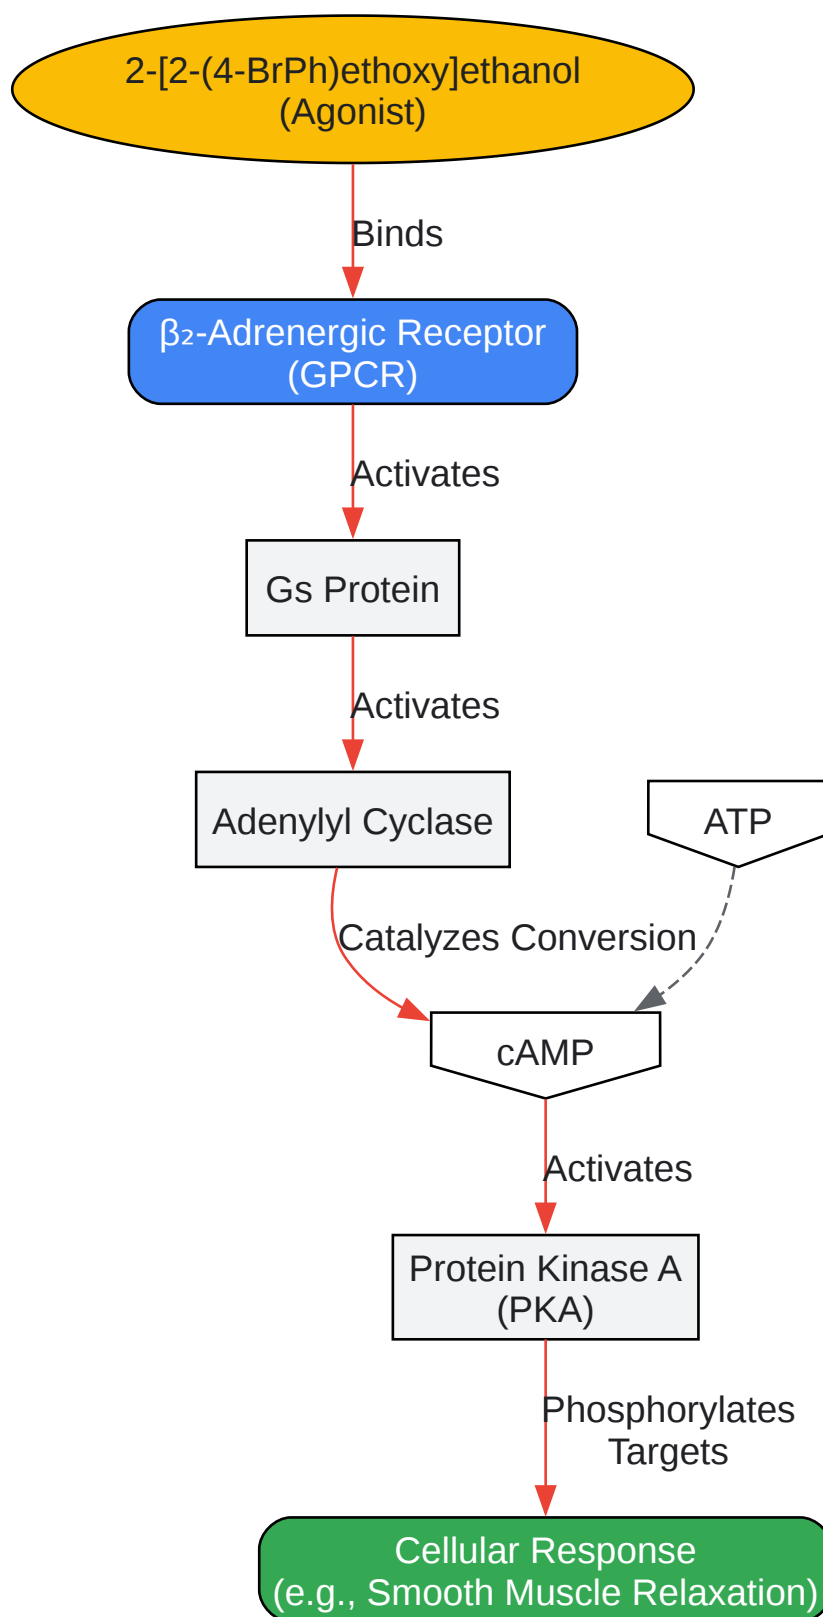 2-[2-(4-BrPh)ethoxy]ethanol
(Agonist)
Binds
β₂-Adrenergic Receptor
(GPCR)
Activates
Gs Protein
Activates
Adenylyl Cyclase
ATP
Catalyzes Conversion
cAMP
Activates
Protein Kinase A
(PKA)
Phosphorylates
Targets
Cellular Response
(e.g., Smooth Muscle Relaxation)